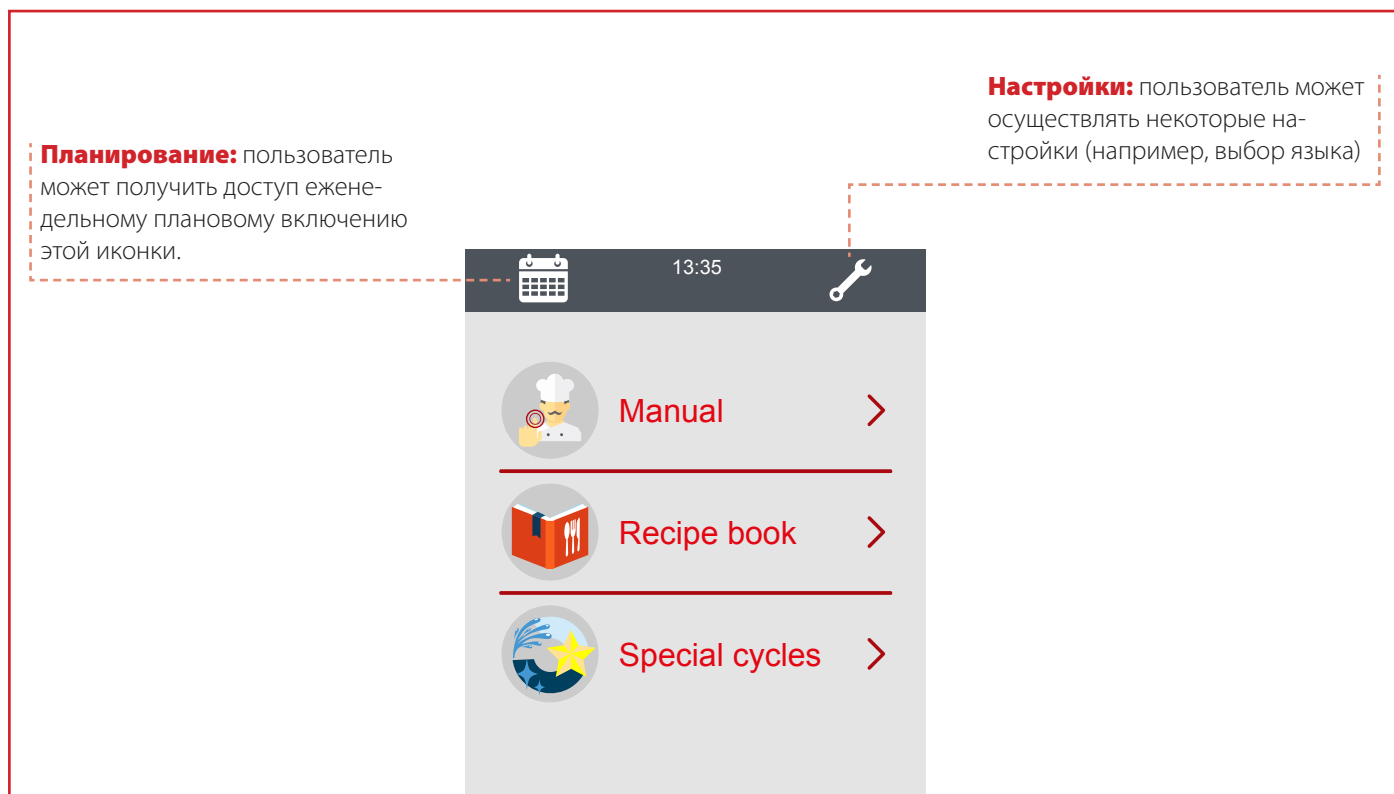 Настройки: пользователь может
осуществлять некоторые на-
стройки (например, выбор языка)
Планирование: пользователь
может получить доступ ежене-
дельному плановому включению
этой иконки.
13:35
Manual
Recipe book
Special cycles